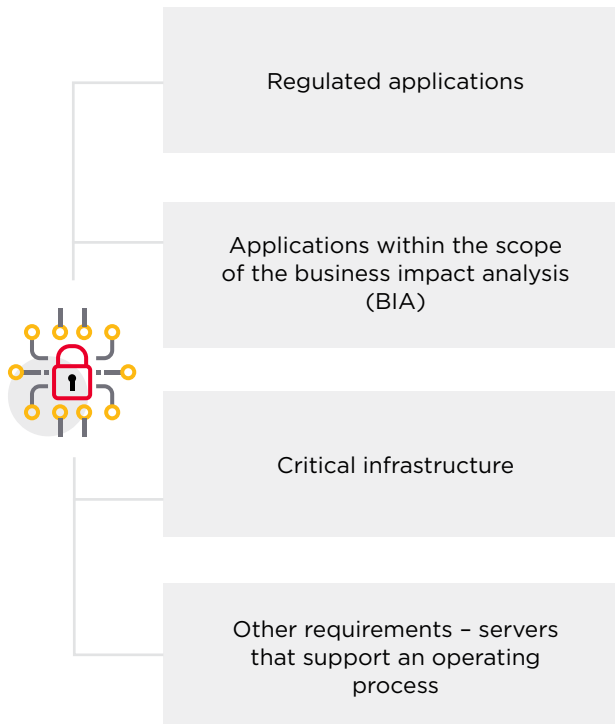 Regulated applications
Applications within the scope
of the business impact analysis
(BIA)
Critical infrastructure
Other requirements – servers
that support an operating
process